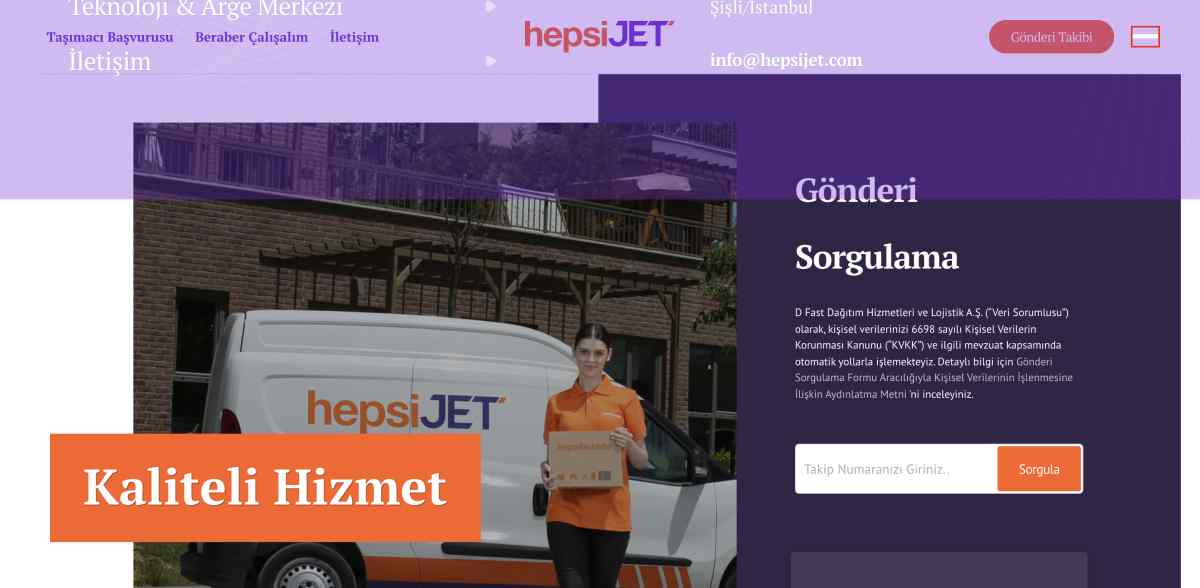 Teknoloji & Arge Merkezi
Şişli/İstanbul
Taşımacı Başvurusu
Beraber Çalışalım
İletişim
hepsiJET
Gönderi Takibi
İletişim
info@hepsijet.com
Gönderi
Sorgulama
D Fast Dağıtım Hizmetleri ve Lojistik A.Ş. ("Veri Sorumlusu")
olarak, kişisel verilerinizi 6698 sayılı Kişisel Verilerin
Korunması Kanunu ("KVKK") ve ilgili mevzuat kapsamında
otomatik yollarla işlemekteyiz. Detaylı bilgi için Gönderi
Sorgulama Formu Aracılığıyla Kişisel Verilerinin İşlenmesine
İlişkin Aydınlatma Metni 'ni inceleyiniz.
hepsiJET
Kaliteli Hizmet
Takip Numaranızı Giriniz..
Sorgula